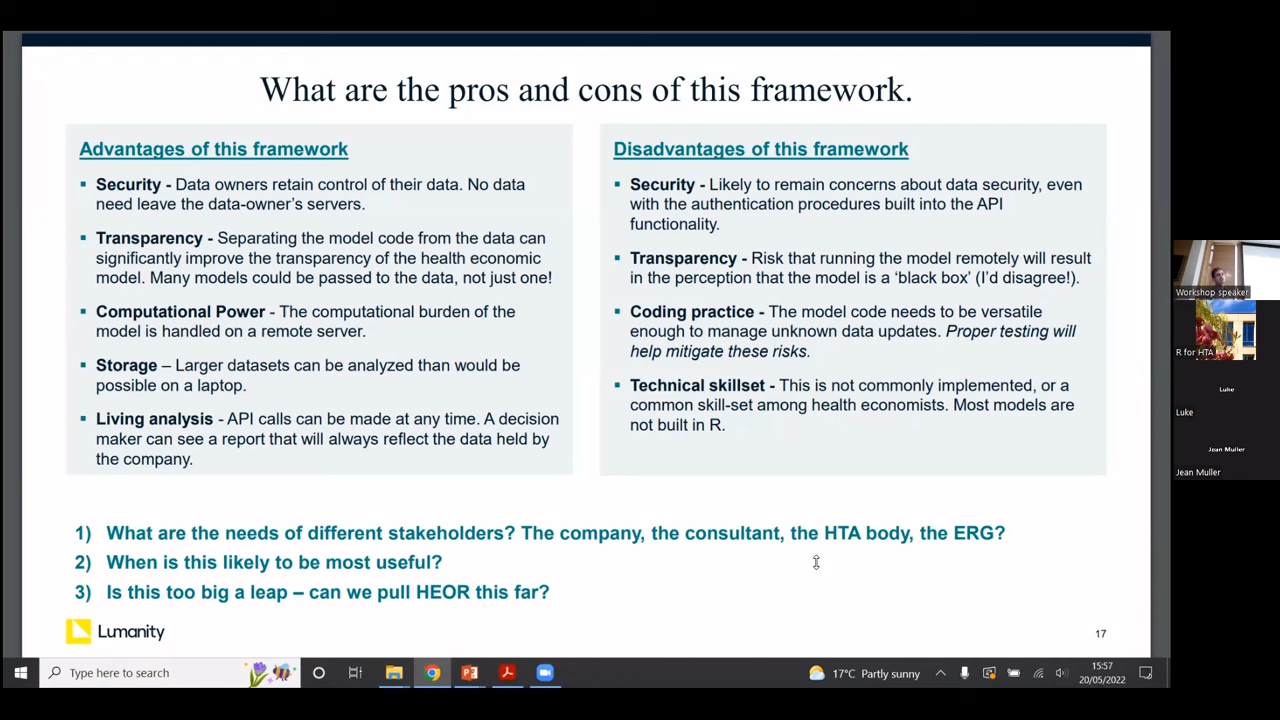 What are the pros and cons of this framework.
Advantages of this framework
▪ Security - Data owners retain control of their data. No data
need leave the data-owner's servers.
▪ Transparency - Separating the model code from the data can
significantly improve the transparency of the health economic
model. Many models could be passed to the data, not just one!
▪ Computational Power - The computational burden of the
model is handled on a remote server.
▪ Storage – Larger datasets can be analyzed than would be
possible on a laptop.
▪ Living analysis - API calls can be made at any time. A decision
maker can see a report that will always reflect the data held by
the company.
Disadvantages of this framework
▪ Security - Likely to remain concerns about data security, even
with the authentication procedures built into the API
functionality.
▪ Transparency - Risk that running the model remotely will result
in the perception that the model is a 'black box' (I'd disagree!).
▪ Coding practice - The model code needs to be versatile
enough to manage unknown data updates. Proper testing will
help mitigate these risks.
▪ Technical skillset - This is not commonly implemented, or a
common skill-set among health economists. Most models are
not built in R.
1) What are the needs of different stakeholders? The company, the consultant, the HTA body, the ERG?
2) When is this likely to be most useful?
3) Is this too big a leap – can we pull HEOR this far?
Lumanity
17
Workshop speaker
R for HTA
Luke
Luke
Jean Muller
Jean Muller
Type here to search
17°C Partly sunny
15:57
20/05/2022